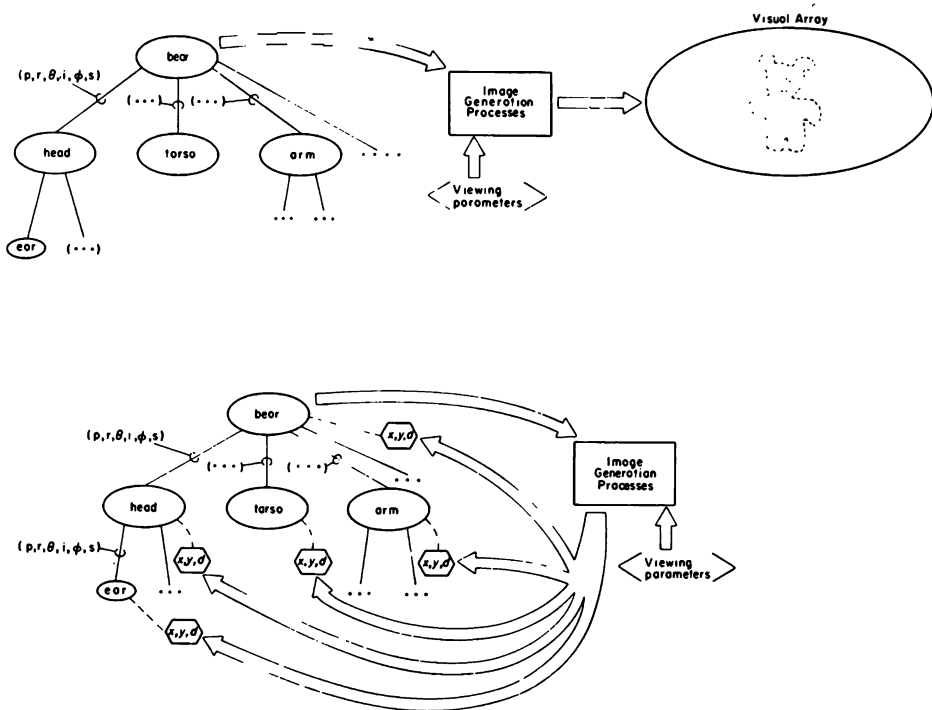 Visual Array
bear
(p,r,θ,i,ϕ,s)
(···)
(···)
Image
Generation
Processes
head
torso
arm
····
Viewing
parameters
···
···
ear
(···)
bear
x,y,d
(p,r,θ,i,ϕ,s)
(···)
(···)
Image
Generation
Processes
···
head
torso
arm
(p,r,θ,i,ϕ,s)
x,y,d
x,y,d
x,y,d
Viewing
parameters
ear
···
···
···
x,y,d